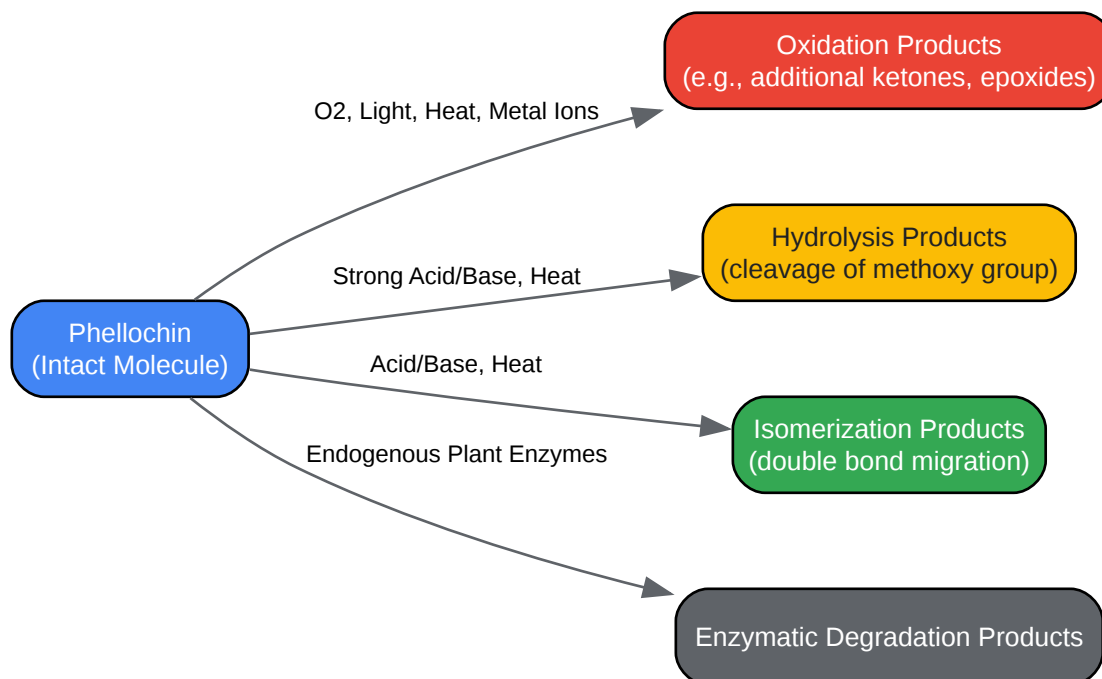 Oxidation Products
(e.g., additional ketones, epoxides)
O2, Light, Heat, Metal Ions
Hydrolysis Products
(cleavage of methoxy group)
Strong Acid/Base, Heat
Phellochin
(Intact Molecule)
Acid/Base, Heat
Isomerization Products
(double bond migration)
Endogenous Plant Enzymes
Enzymatic Degradation Products